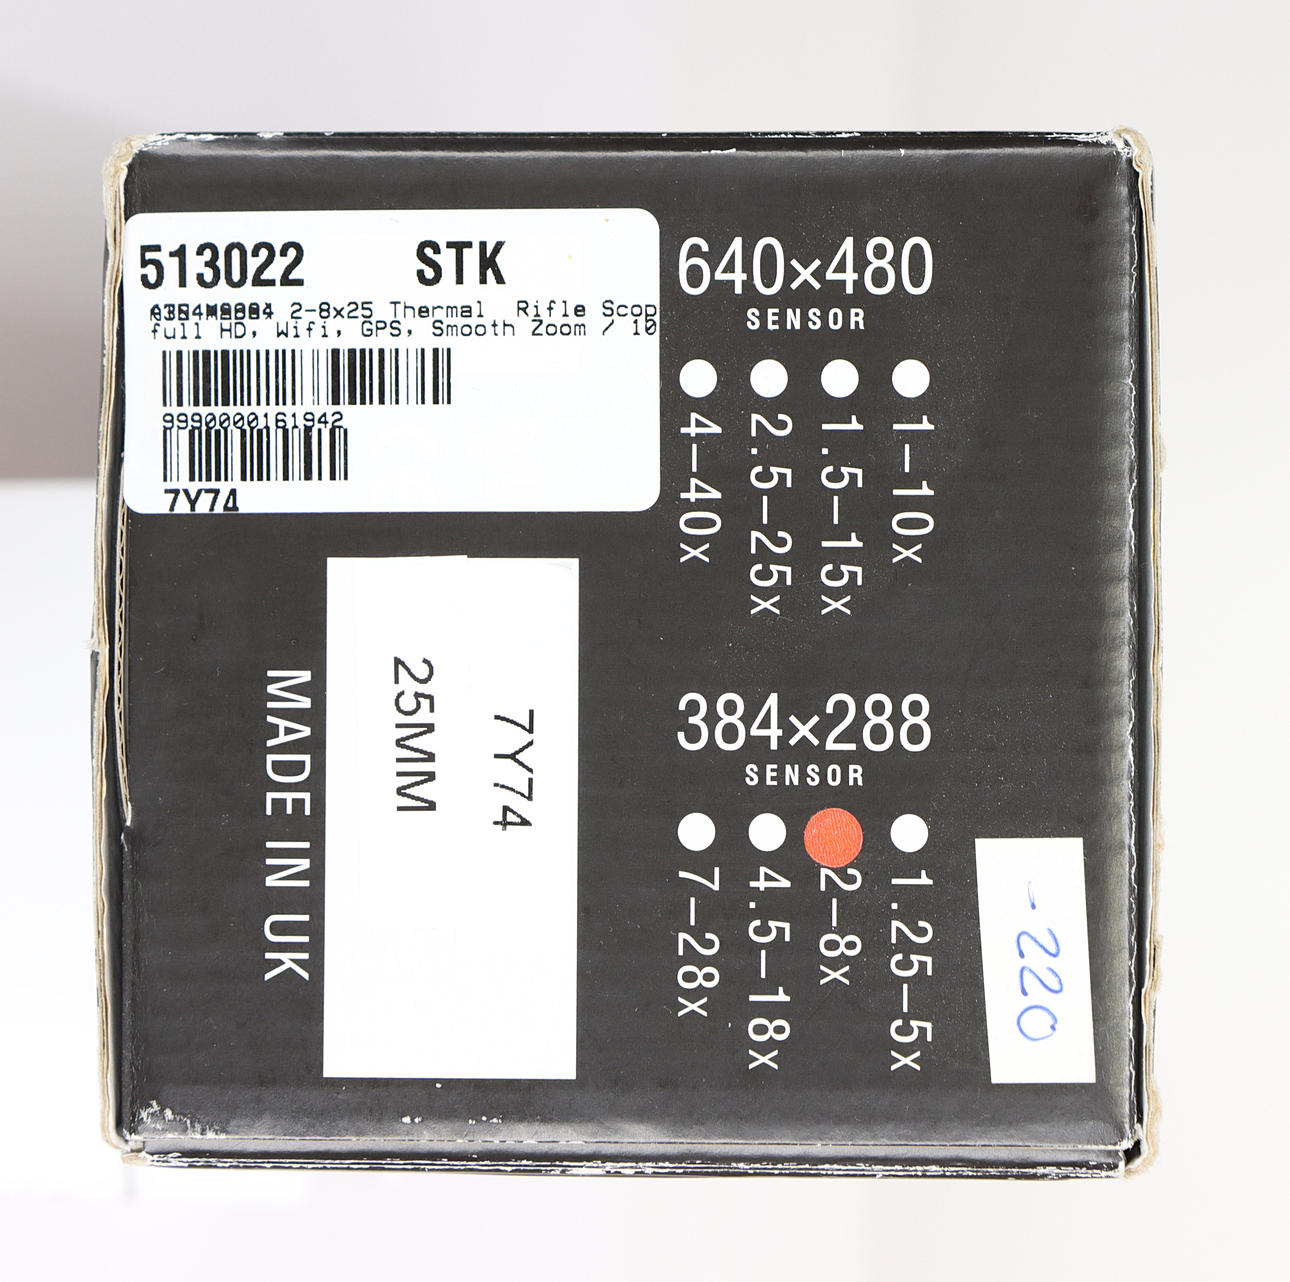 513022 STK
2-8x25 Thermal Rifle Scop
full HD, Wifi, GPS, Smooth Zoom / 10
9990000161942
7Y74
640×480
SENSOR
4–40x
2.5–25x
1.5–15x
1–10x
384×288
SENSOR
7–28x
4.5–18x
2–8x
1.25–5x
7Y74
25MM
MADE IN UK
-220